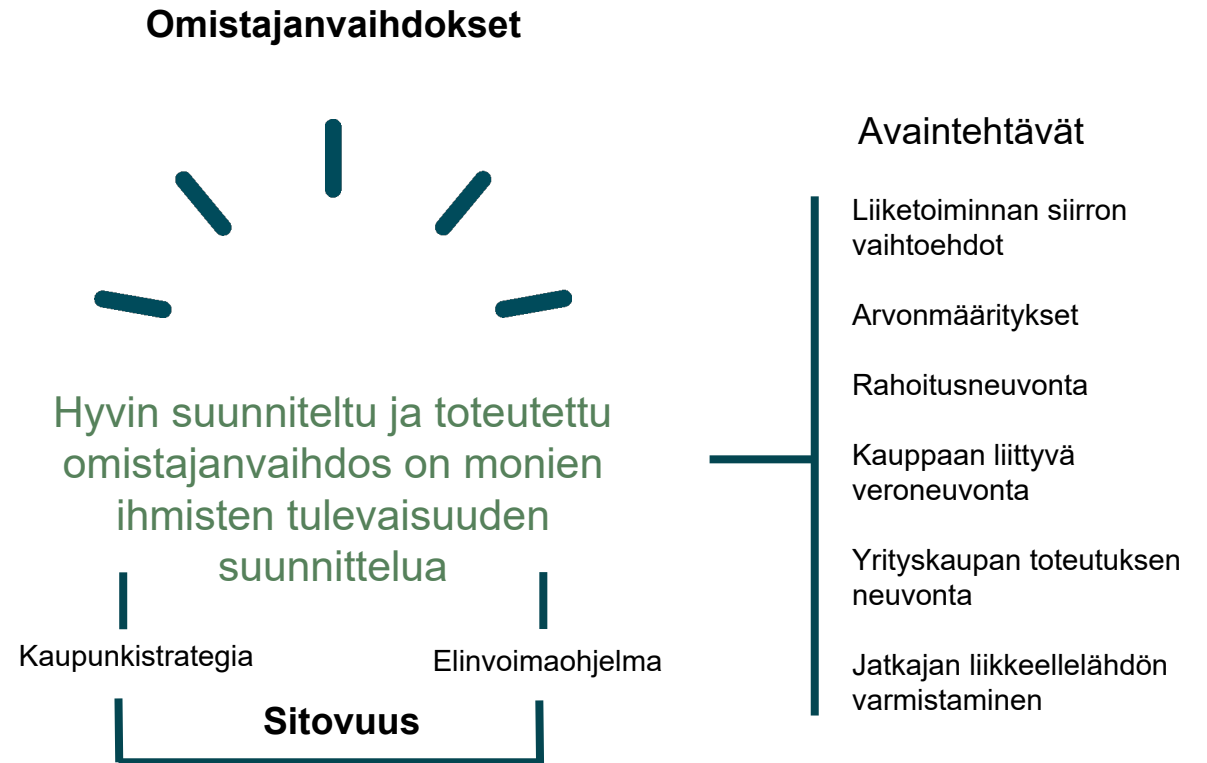 Omistajanvaihdokset
Hyvin suunniteltu ja toteutettu
omistajanvaihdos on monien
ihmisten tulevaisuuden
suunnittelua
Kaupunkistrategia
Elinvoimaohjelma
Sitovuus
Avaintehtävät
Liiketoiminnan siirron
vaihtoehdot
Arvonmääritykset
Rahoitusneuvonta
Kauppaan liittyvä
veroneuvonta
Yrityskaupan toteutuksen
neuvonta
Jatkajan liikkeellelähdön
varmistaminen